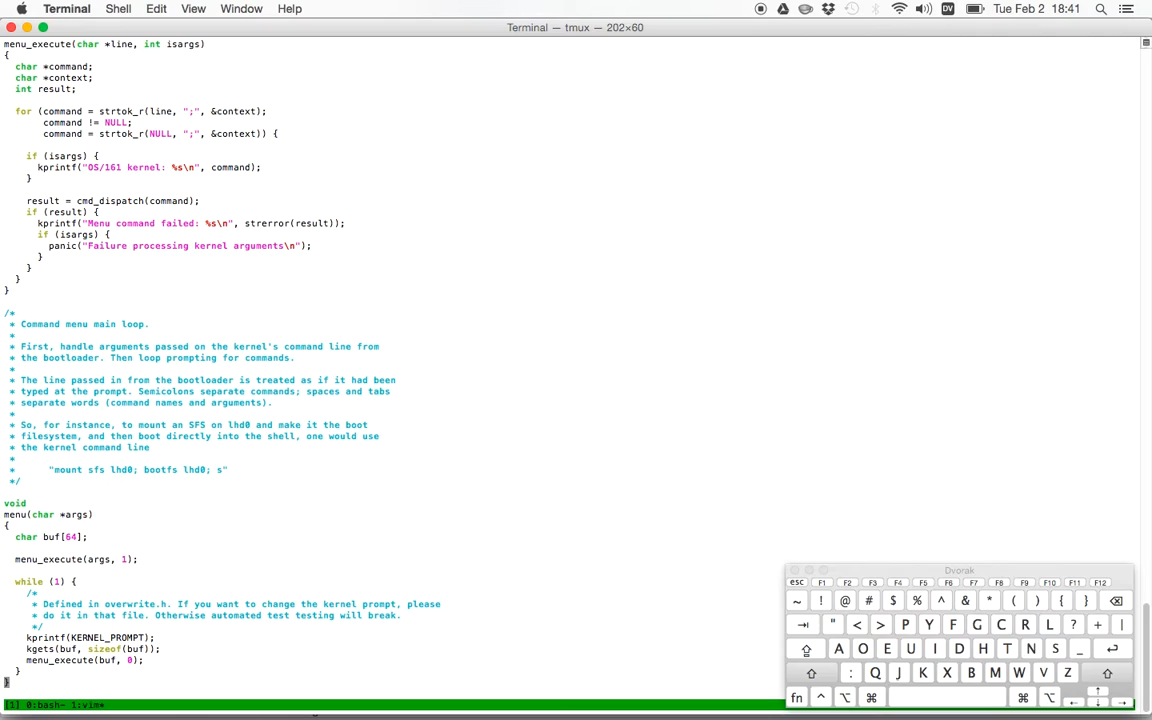 Terminal Shell Edit View Window Help DV Tue Feb 2 18:41
Terminal — tmux — 202×60
menu_execute(char *line, int isargs)
{
char *command;
char *context;
int result;
for (command = strtok_r(line, ";", &context);
command != NULL;
command = strtok_r(NULL, ";", &context)) {
if (isargs) {
kprintf("OS/161 kernel: %s\n", command);
}
result = cmd_dispatch(command);
if (result) {
kprintf("Menu command failed: %s\n", strerror(result));
if (isargs) {
panic("Failure processing kernel arguments\n");
}
}
}
}
/*
* Command menu main loop.
*
* First, handle arguments passed on the kernel's command line from
* the bootloader. Then loop prompting for commands.
*
* The line passed in from the bootloader is treated as if it had been
* typed at the prompt. Semicolons separate commands; spaces and tabs
* separate words (command names and arguments).
*
* So, for instance, to mount an SFS on lhd0 and make it the boot
* filesystem, and then boot directly into the shell, one would use
* the kernel command line
*
* "mount sfs lhd0; bootfs lhd0; s"
*/
void
menu(char *args)
{
char buf[64];
menu_execute(args, 1);
while (1) {
/*
* Defined in overwrite.h. If you want to change the kernel prompt, please
* do it in that file. Otherwise automated test testing will break.
*/
kprintf(KERNEL_PROMPT);
kgets(buf, sizeof(buf));
menu_execute(buf, 0);
}
}
[1] 0:bash- 1:vim*
Dvorak
esc F1 F2 F3 F4 F5 F6 F7 F8 F9 F10 F11 F12
~ ! @ # $ % ^ & * ( ) { } ⌫
⇥ " < > P Y F G C R L ? + |
⇪ A O E U I D H T N S _ ↩
⇧ : Q J K X B M W V Z ⇧
fn ^ ⌥ ⌘ ⌘ ⌥ ← ↑ ↓ →